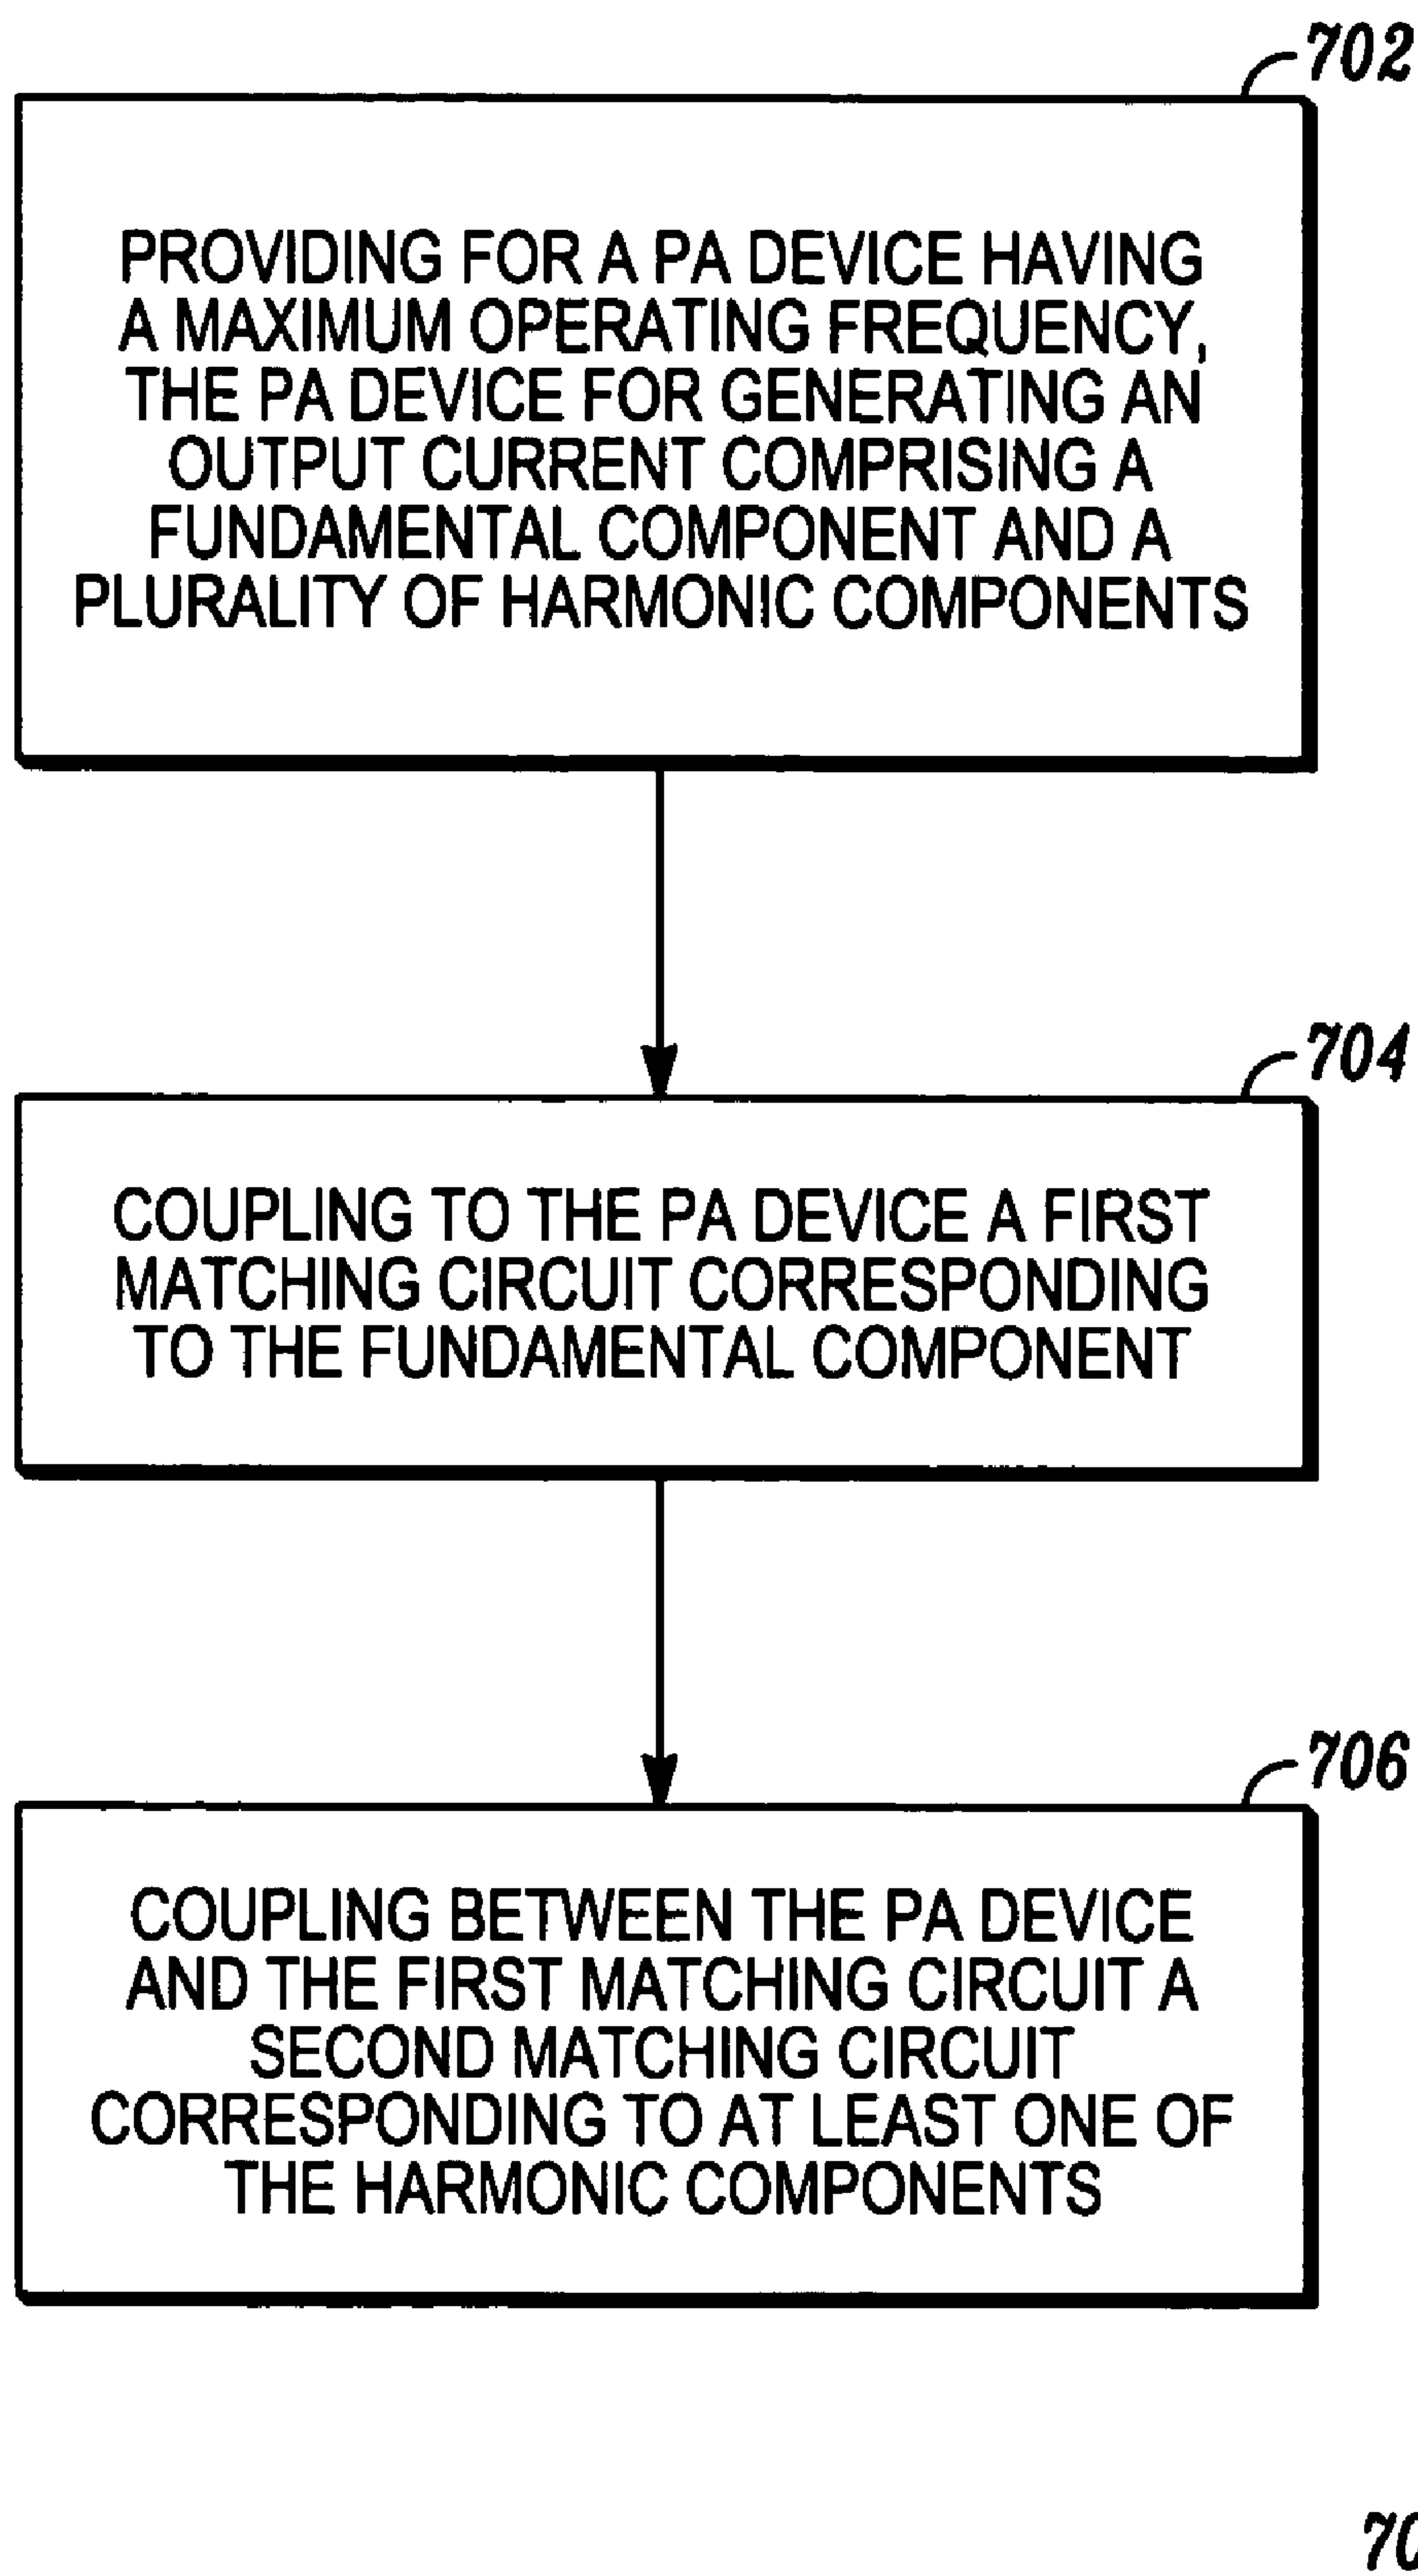 702
PROVIDING FOR A PA DEVICE HAVING
A MAXIMUM OPERATING FREQUENCY,
THE PA DEVICE FOR GENERATING AN
OUTPUT CURRENT COMPRISING A
FUNDAMENTAL COMPONENT AND A
PLURALITY OF HARMONIC COMPONENTS
704
COUPLING TO THE PA DEVICE A FIRST
MATCHING CIRCUIT CORRESPONDING
TO THE FUNDAMENTAL COMPONENT
706
COUPLING BETWEEN THE PA DEVICE
AND THE FIRST MATCHING CIRCUIT A
SECOND MATCHING CIRCUIT
CORRESPONDING TO AT LEAST ONE OF
THE HARMONIC COMPONENTS